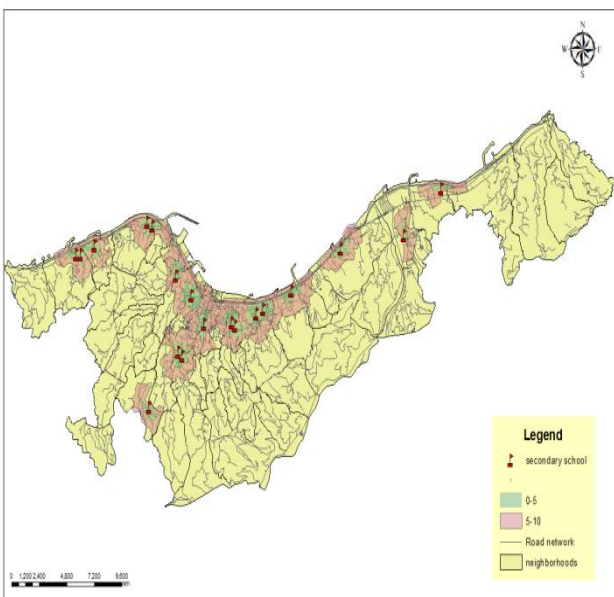 N
W E
S
Legend
secondary school
0-5
5-10
Road network
neighborhoods
0 1,200 2,400 4,800 7,200 9,600
km